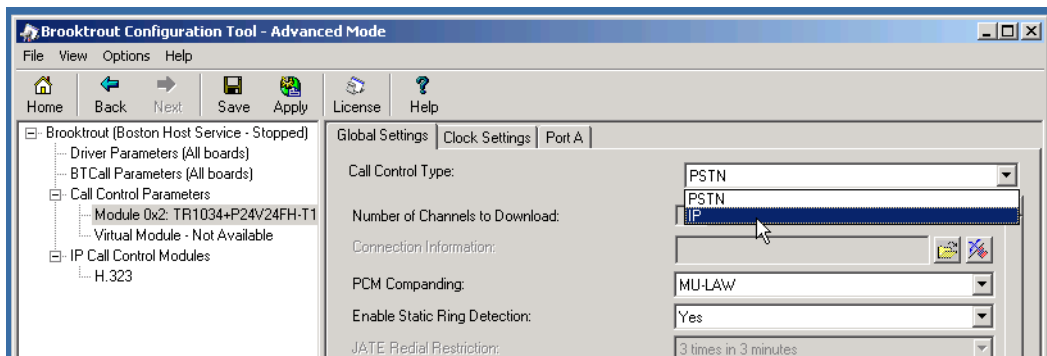 Brooktrout Configuration Tool - Advanced Mode
File View Options Help
Home Back Next Save Apply License Help
Brooktrout (Boston Host Service - Stopped)
Driver Parameters (All boards)
BTCall Parameters (All boards)
Call Control Parameters
Module 0x2: TR1034+P24V24FH-T1
Virtual Module - Not Available
IP Call Control Modules
H.323
Global Settings Clock Settings Port A
Call Control Type: PSTN
PSTN
IP
Number of Channels to Download:
Connection Information:
PCM Companding: MU-LAW
Enable Static Ring Detection: Yes
JATE Redial Restriction: 3 times in 3 minutes